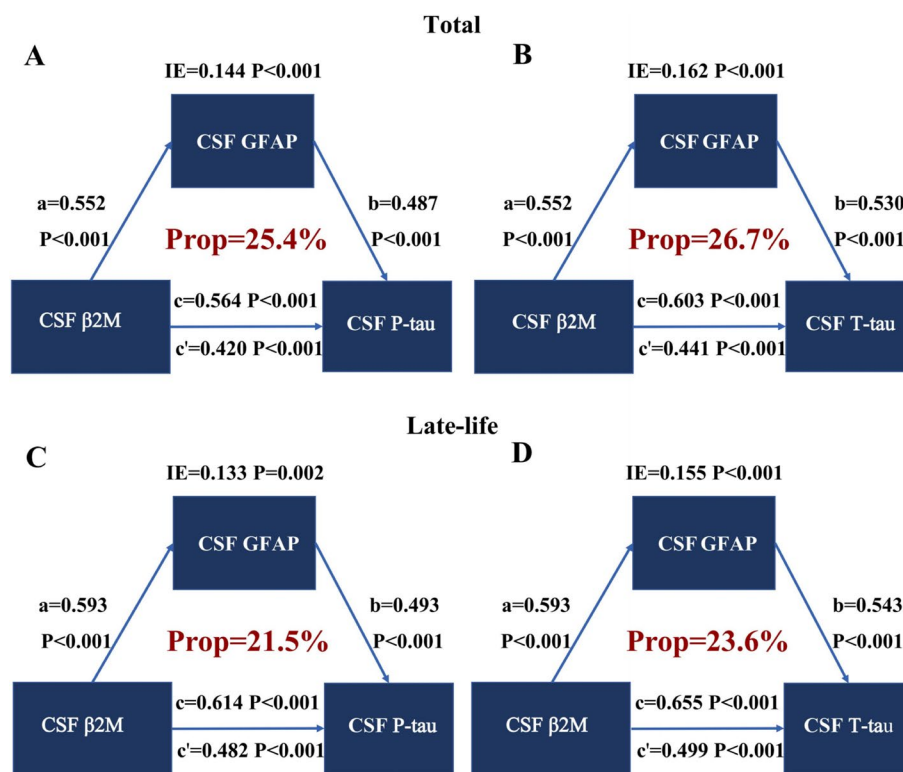 Total
A
IE=0.144 P<0.001
CSF GFAP
a=0.552
P<0.001
b=0.487
P<0.001
Prop=25.4%
CSF β2M
c=0.564 P<0.001
c'=0.420 P<0.001
CSF P-tau
B
IE=0.162 P<0.001
CSF GFAP
a=0.552
P<0.001
b=0.530
P<0.001
Prop=26.7%
CSF β2M
c=0.603 P<0.001
c'=0.441 P<0.001
CSF T-tau
Late-life
C
IE=0.133 P=0.002
CSF GFAP
a=0.593
P<0.001
b=0.493
P<0.001
Prop=21.5%
CSF β2M
c=0.614 P<0.001
c'=0.482 P<0.001
CSF P-tau
D
IE=0.155 P<0.001
CSF GFAP
a=0.593
P<0.001
b=0.543
P<0.001
Prop=23.6%
CSF β2M
c=0.655 P<0.001
c'=0.499 P<0.001
CSF T-tau